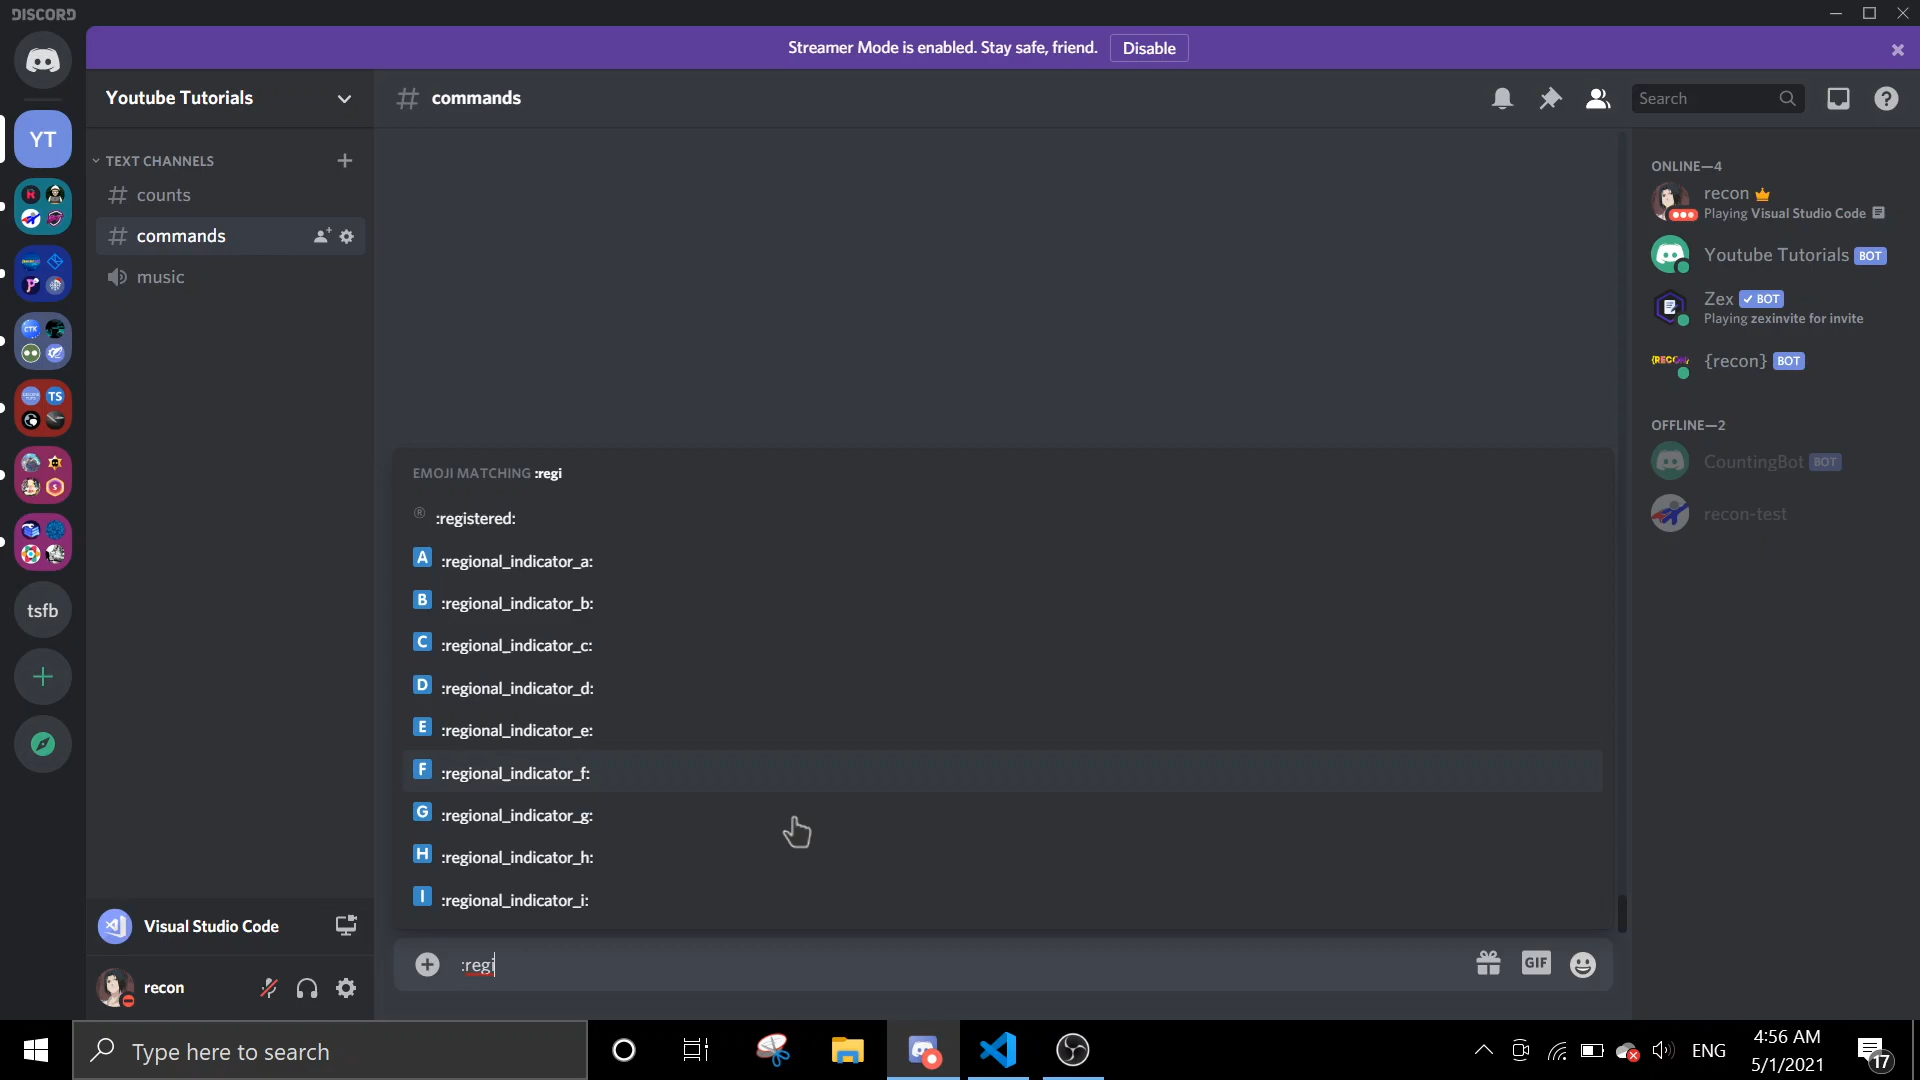 DISCORD
Streamer Mode is enabled. Stay safe, friend. Disable
YT
Youtube Tutorials
# commands
Search
TEXT CHANNELS
# counts
# commands
music
tsfb
EMOJI MATCHING :regi
® :registered:
A :regional_indicator_a:
B :regional_indicator_b:
C :regional_indicator_c:
D :regional_indicator_d:
E :regional_indicator_e:
F :regional_indicator_f:
G :regional_indicator_g:
H :regional_indicator_h:
I :regional_indicator_i:
:regi
GIF
ONLINE—4
recon
Playing Visual Studio Code
Youtube Tutorials BOT
Zex ✓ BOT
Playing zexinvite for invite
{recon} BOT
OFFLINE—2
CountingBot BOT
recon-test
Visual Studio Code
recon
Type here to search
ENG
4:56 AM
5/1/2021
17